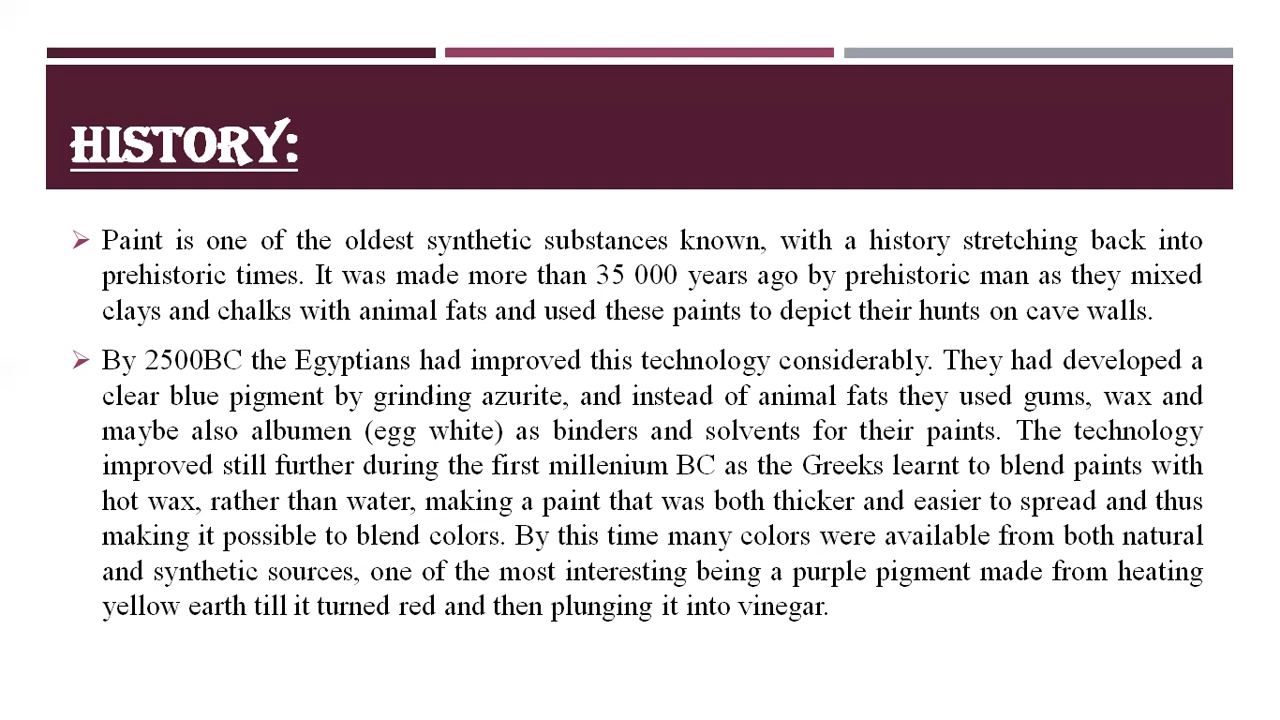 HISTORY:
Paint is one of the oldest synthetic substances known, with a history stretching back into
prehistoric times. It was made more than 35 000 years ago by prehistoric man as they mixed
clays and chalks with animal fats and used these paints to depict their hunts on cave walls.
By 2500BC the Egyptians had improved this technology considerably. They had developed a
clear blue pigment by grinding azurite, and instead of animal fats they used gums, wax and
maybe also albumen (egg white) as binders and solvents for their paints. The technology
improved still further during the first millenium BC as the Greeks learnt to blend paints with
hot wax, rather than water, making a paint that was both thicker and easier to spread and thus
making it possible to blend colors. By this time many colors were available from both natural
and synthetic sources, one of the most interesting being a purple pigment made from heating
yellow earth till it turned red and then plunging it into vinegar.